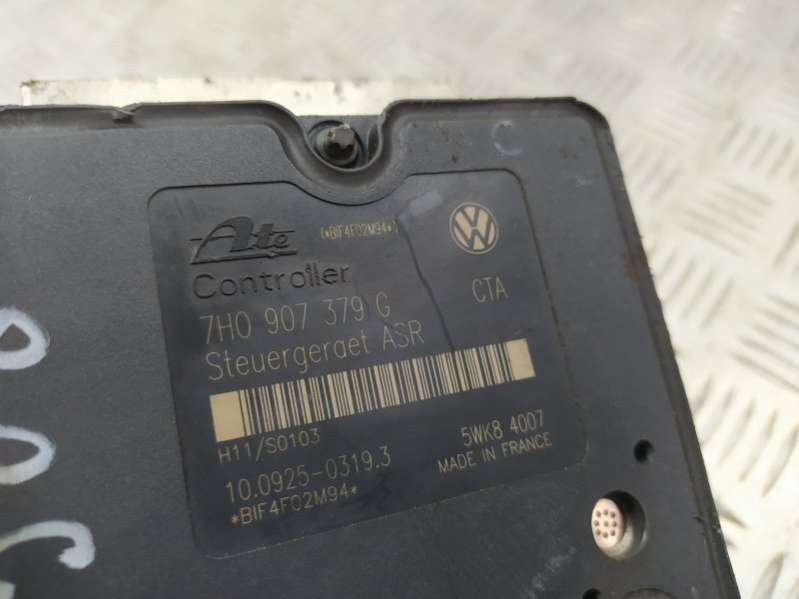 Ate
(*BIF4F02M94*)
Controller
7H0 907 379 G
CTA
Steuergeraet ASR
H11/S0103
5WK8 4007
10.0925-0319.3
MADE IN FRANCE
*BIF4F02M94*